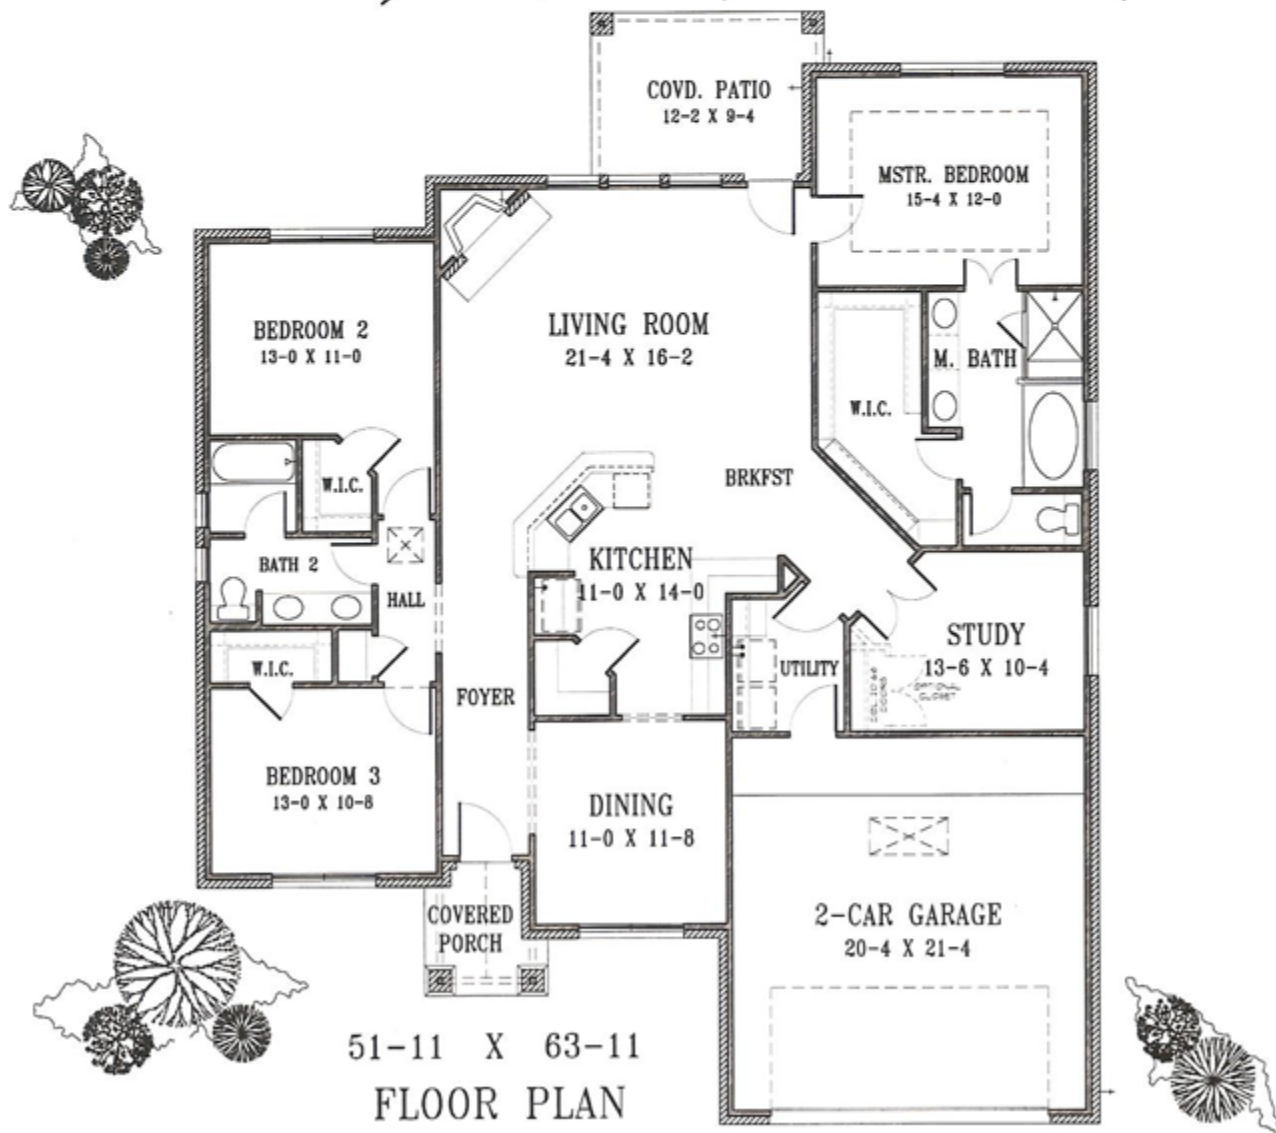 COVD. PATIO
12-2 X 9-4
MSTR. BEDROOM
15-4 X 12-0
BEDROOM 2
13-0 X 11-0
LIVING ROOM
21-4 X 16-2
M. BATH
W.I.C.
W.I.C.
BRKFST
KITCHEN
11-0 X 14-0
BATH 2
HALL
W.I.C.
FOYER
UTILITY
STUDY
13-6 X 10-4
OPTIONAL
CLOSET
BEDROOM 3
13-0 X 10-8
DINING
11-0 X 11-8
COVERED
PORCH
2-CAR GARAGE
20-4 X 21-4
51-11 X 63-11
FLOOR PLAN